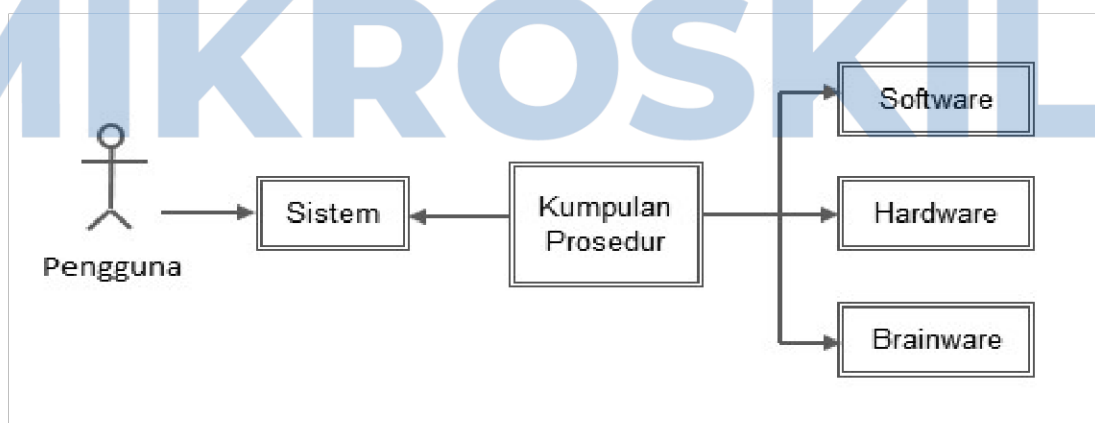 MIKROSKIL
Software
Pengguna
Sistem
Kumpulan
Prosedur
Hardware
Brainware